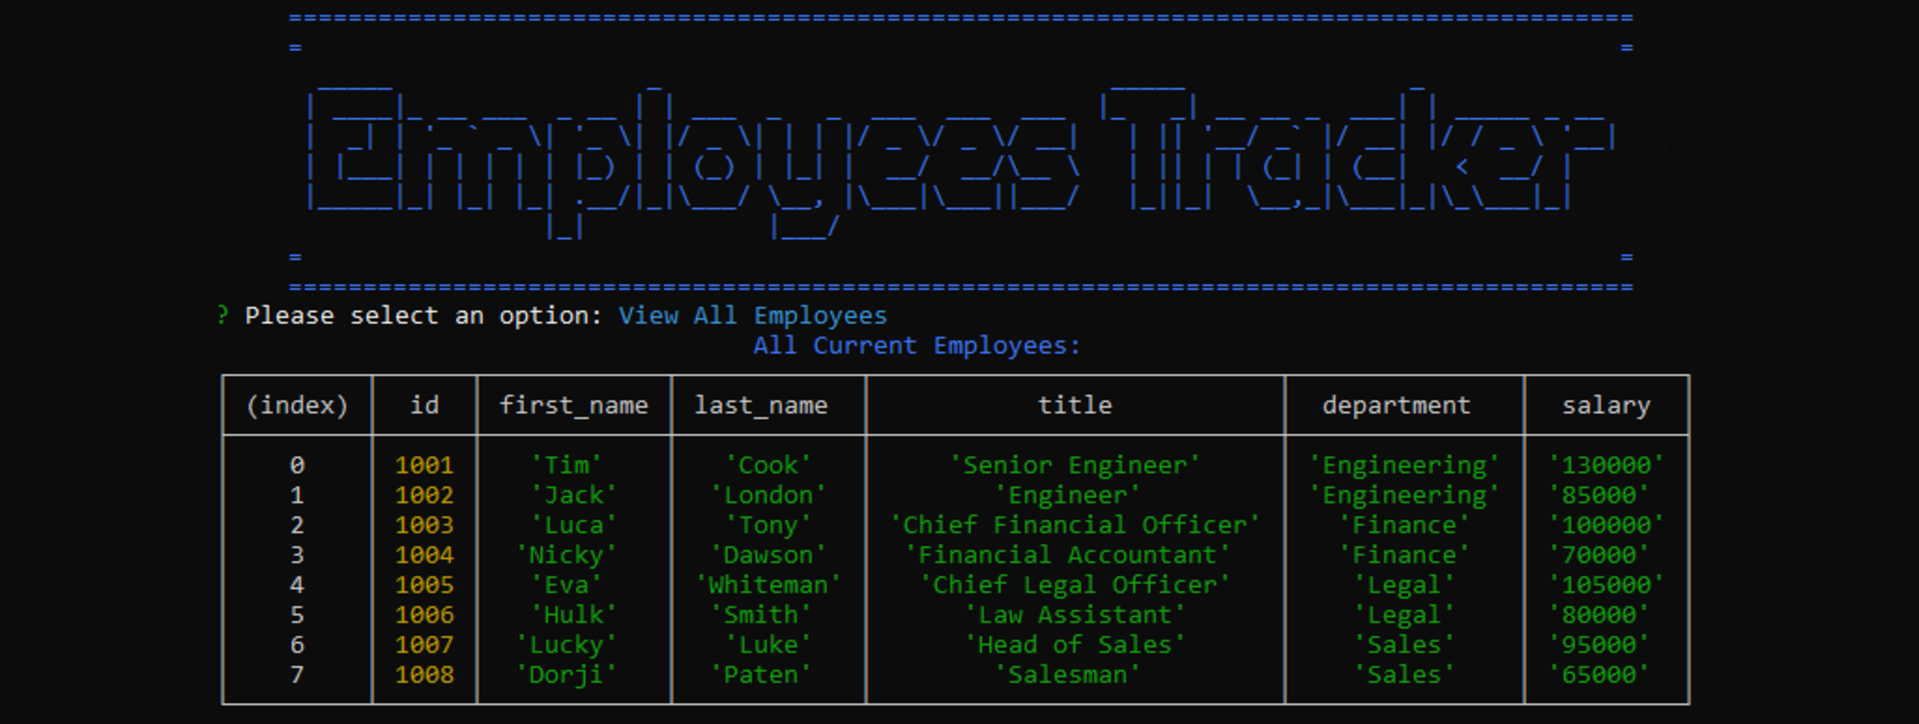 Employees Tracker
? Please select an option: View All Employees
All Current Employees:
(index) id first_name last_name title department salary
0 1001 'Tim' 'Cook' 'Senior Engineer' 'Engineering' '130000'
1 1002 'Jack' 'London' 'Engineer' 'Engineering' '85000'
2 1003 'Luca' 'Tony' 'Chief Financial Officer' 'Finance' '100000'
3 1004 'Nicky' 'Dawson' 'Financial Accountant' 'Finance' '70000'
4 1005 'Eva' 'Whiteman' 'Chief Legal Officer' 'Legal' '105000'
5 1006 'Hulk' 'Smith' 'Law Assistant' 'Legal' '80000'
6 1007 'Lucky' 'Luke' 'Head of Sales' 'Sales' '95000'
7 1008 'Dorji' 'Paten' 'Salesman' 'Sales' '65000'